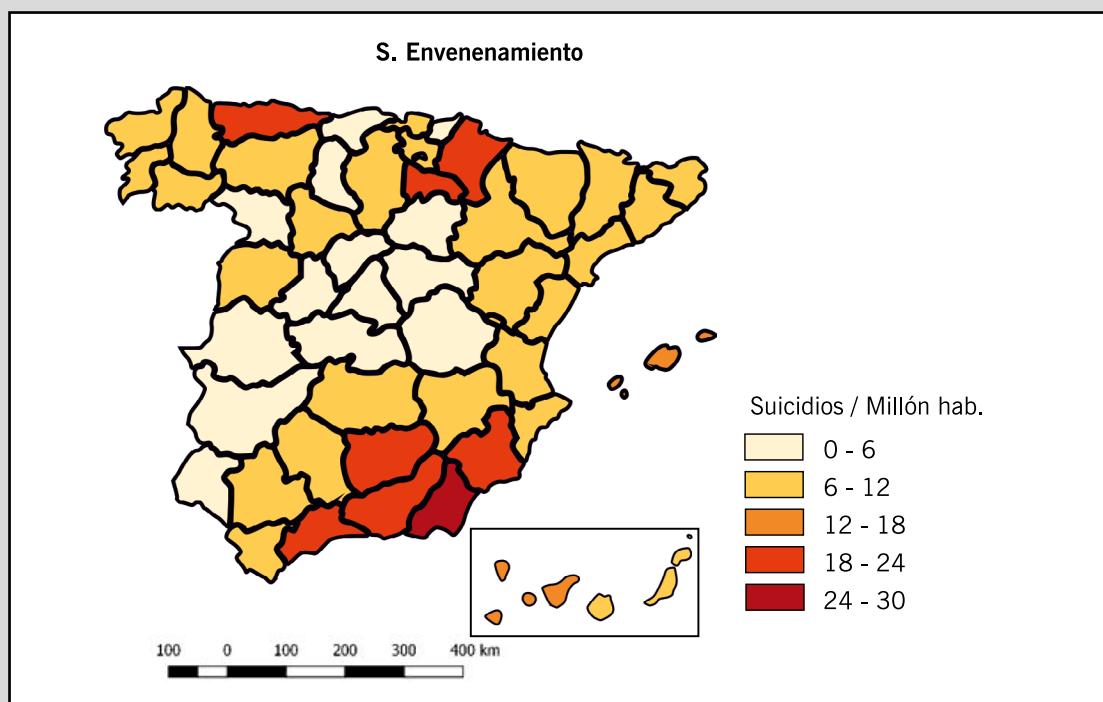 S. Envenenamiento
Suicidios / Millón hab.
0 - 6
6 - 12
12 - 18
18 - 24
24 - 30
100 0 100 200 300 400 km